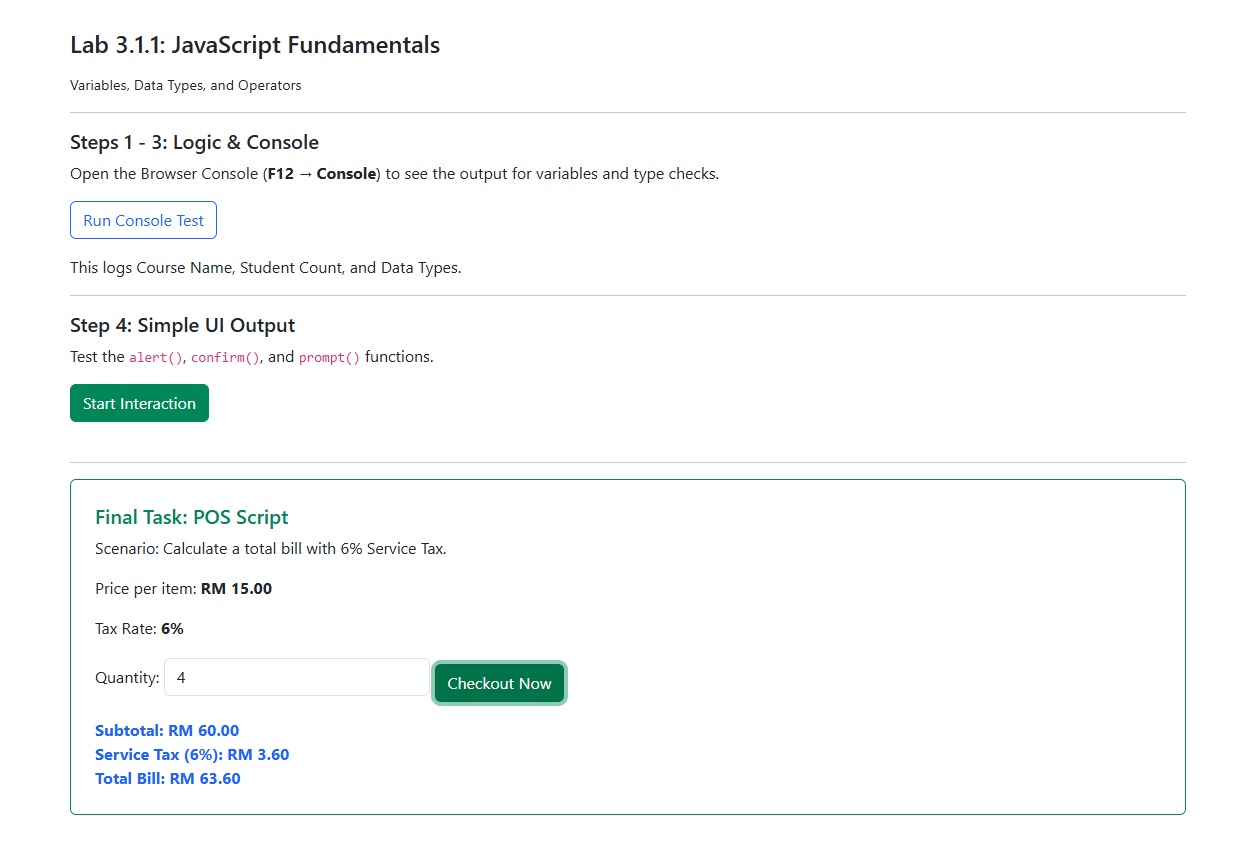 Lab 3.1.1: JavaScript Fundamentals
Variables, Data Types, and Operators
Steps 1 - 3: Logic & Console
Open the Browser Console (F12 → Console) to see the output for variables and type checks.
Run Console Test
This logs Course Name, Student Count, and Data Types.
Step 4: Simple UI Output
Test the alert(), confirm(), and prompt() functions.
Start Interaction
Final Task: POS Script
Scenario: Calculate a total bill with 6% Service Tax.
Price per item: RM 15.00
Tax Rate: 6%
Quantity: 4 Checkout Now
Subtotal: RM 60.00
Service Tax (6%): RM 3.60
Total Bill: RM 63.60